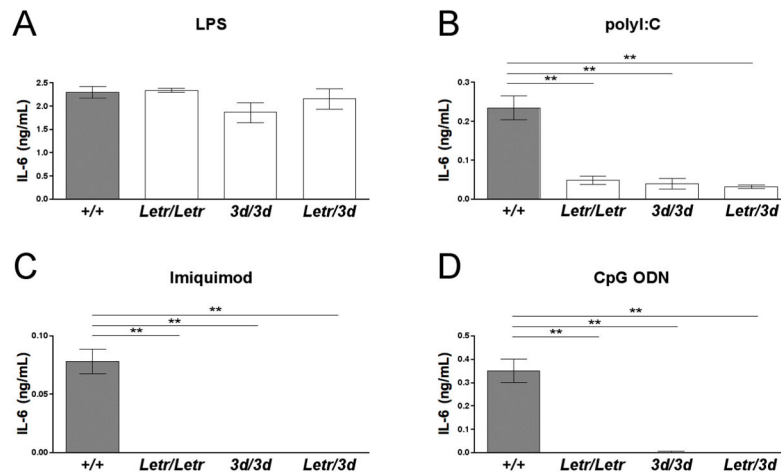 A
LPS
IL-6 (ng/mL)
2.5
2.0
1.5
1.0
0.5
0.0
+/+ Letr/Letr 3d/3d Letr/3d
B
polyI:C
IL-6 (ng/mL)
**
**
**
0.3
0.2
0.1
0.0
+/+ Letr/Letr 3d/3d Letr/3d
C
Imiquimod
IL-6 (ng/mL)
**
**
**
0.10
0.05
0.00
+/+ Letr/Letr 3d/3d Letr/3d
D
CpG ODN
IL-6 (ng/mL)
**
**
**
0.5
0.4
0.3
0.2
0.1
0.0
+/+ Letr/Letr 3d/3d Letr/3d